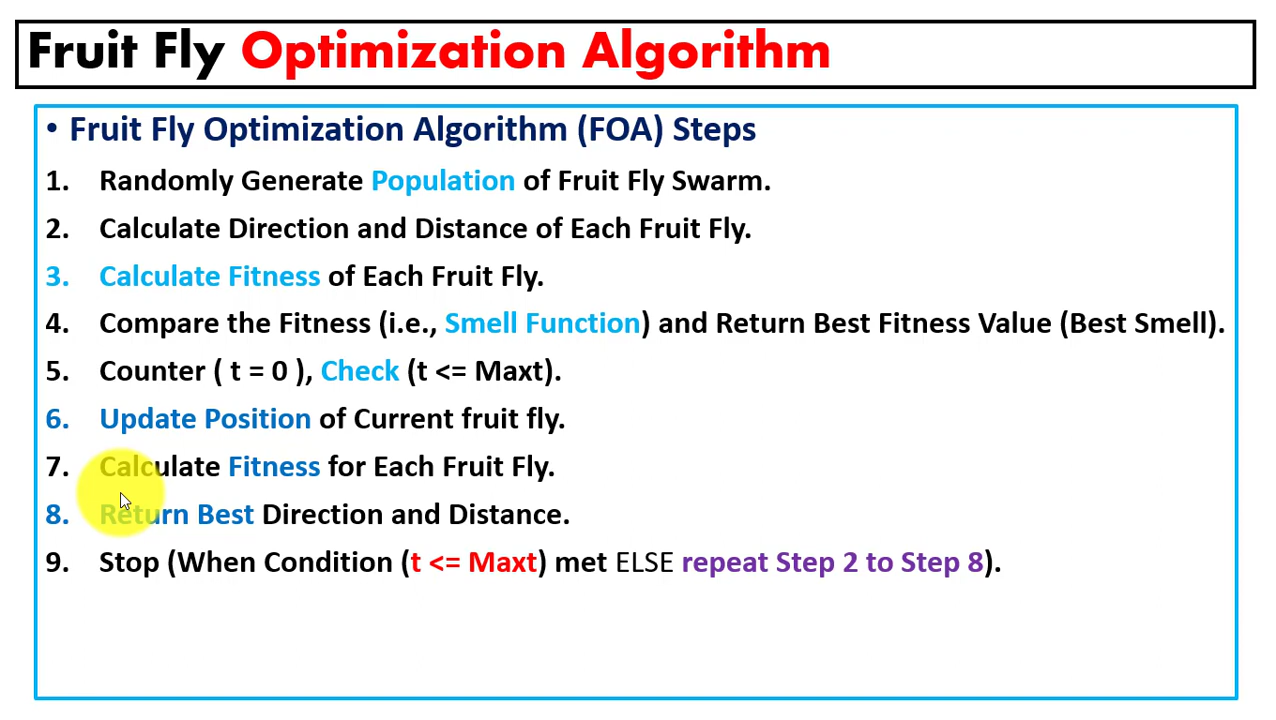 Fruit Fly Optimization Algorithm
• Fruit Fly Optimization Algorithm (FOA) Steps
1. Randomly Generate Population of Fruit Fly Swarm.
2. Calculate Direction and Distance of Each Fruit Fly.
3. Calculate Fitness of Each Fruit Fly.
4. Compare the Fitness (i.e., Smell Function) and Return Best Fitness Value (Best Smell).
5. Counter ( t = 0 ), Check (t <= Maxt).
6. Update Position of Current fruit fly.
7. Calculate Fitness for Each Fruit Fly.
8. Return Best Direction and Distance.
9. Stop (When Condition (t <= Maxt) met ELSE repeat Step 2 to Step 8).